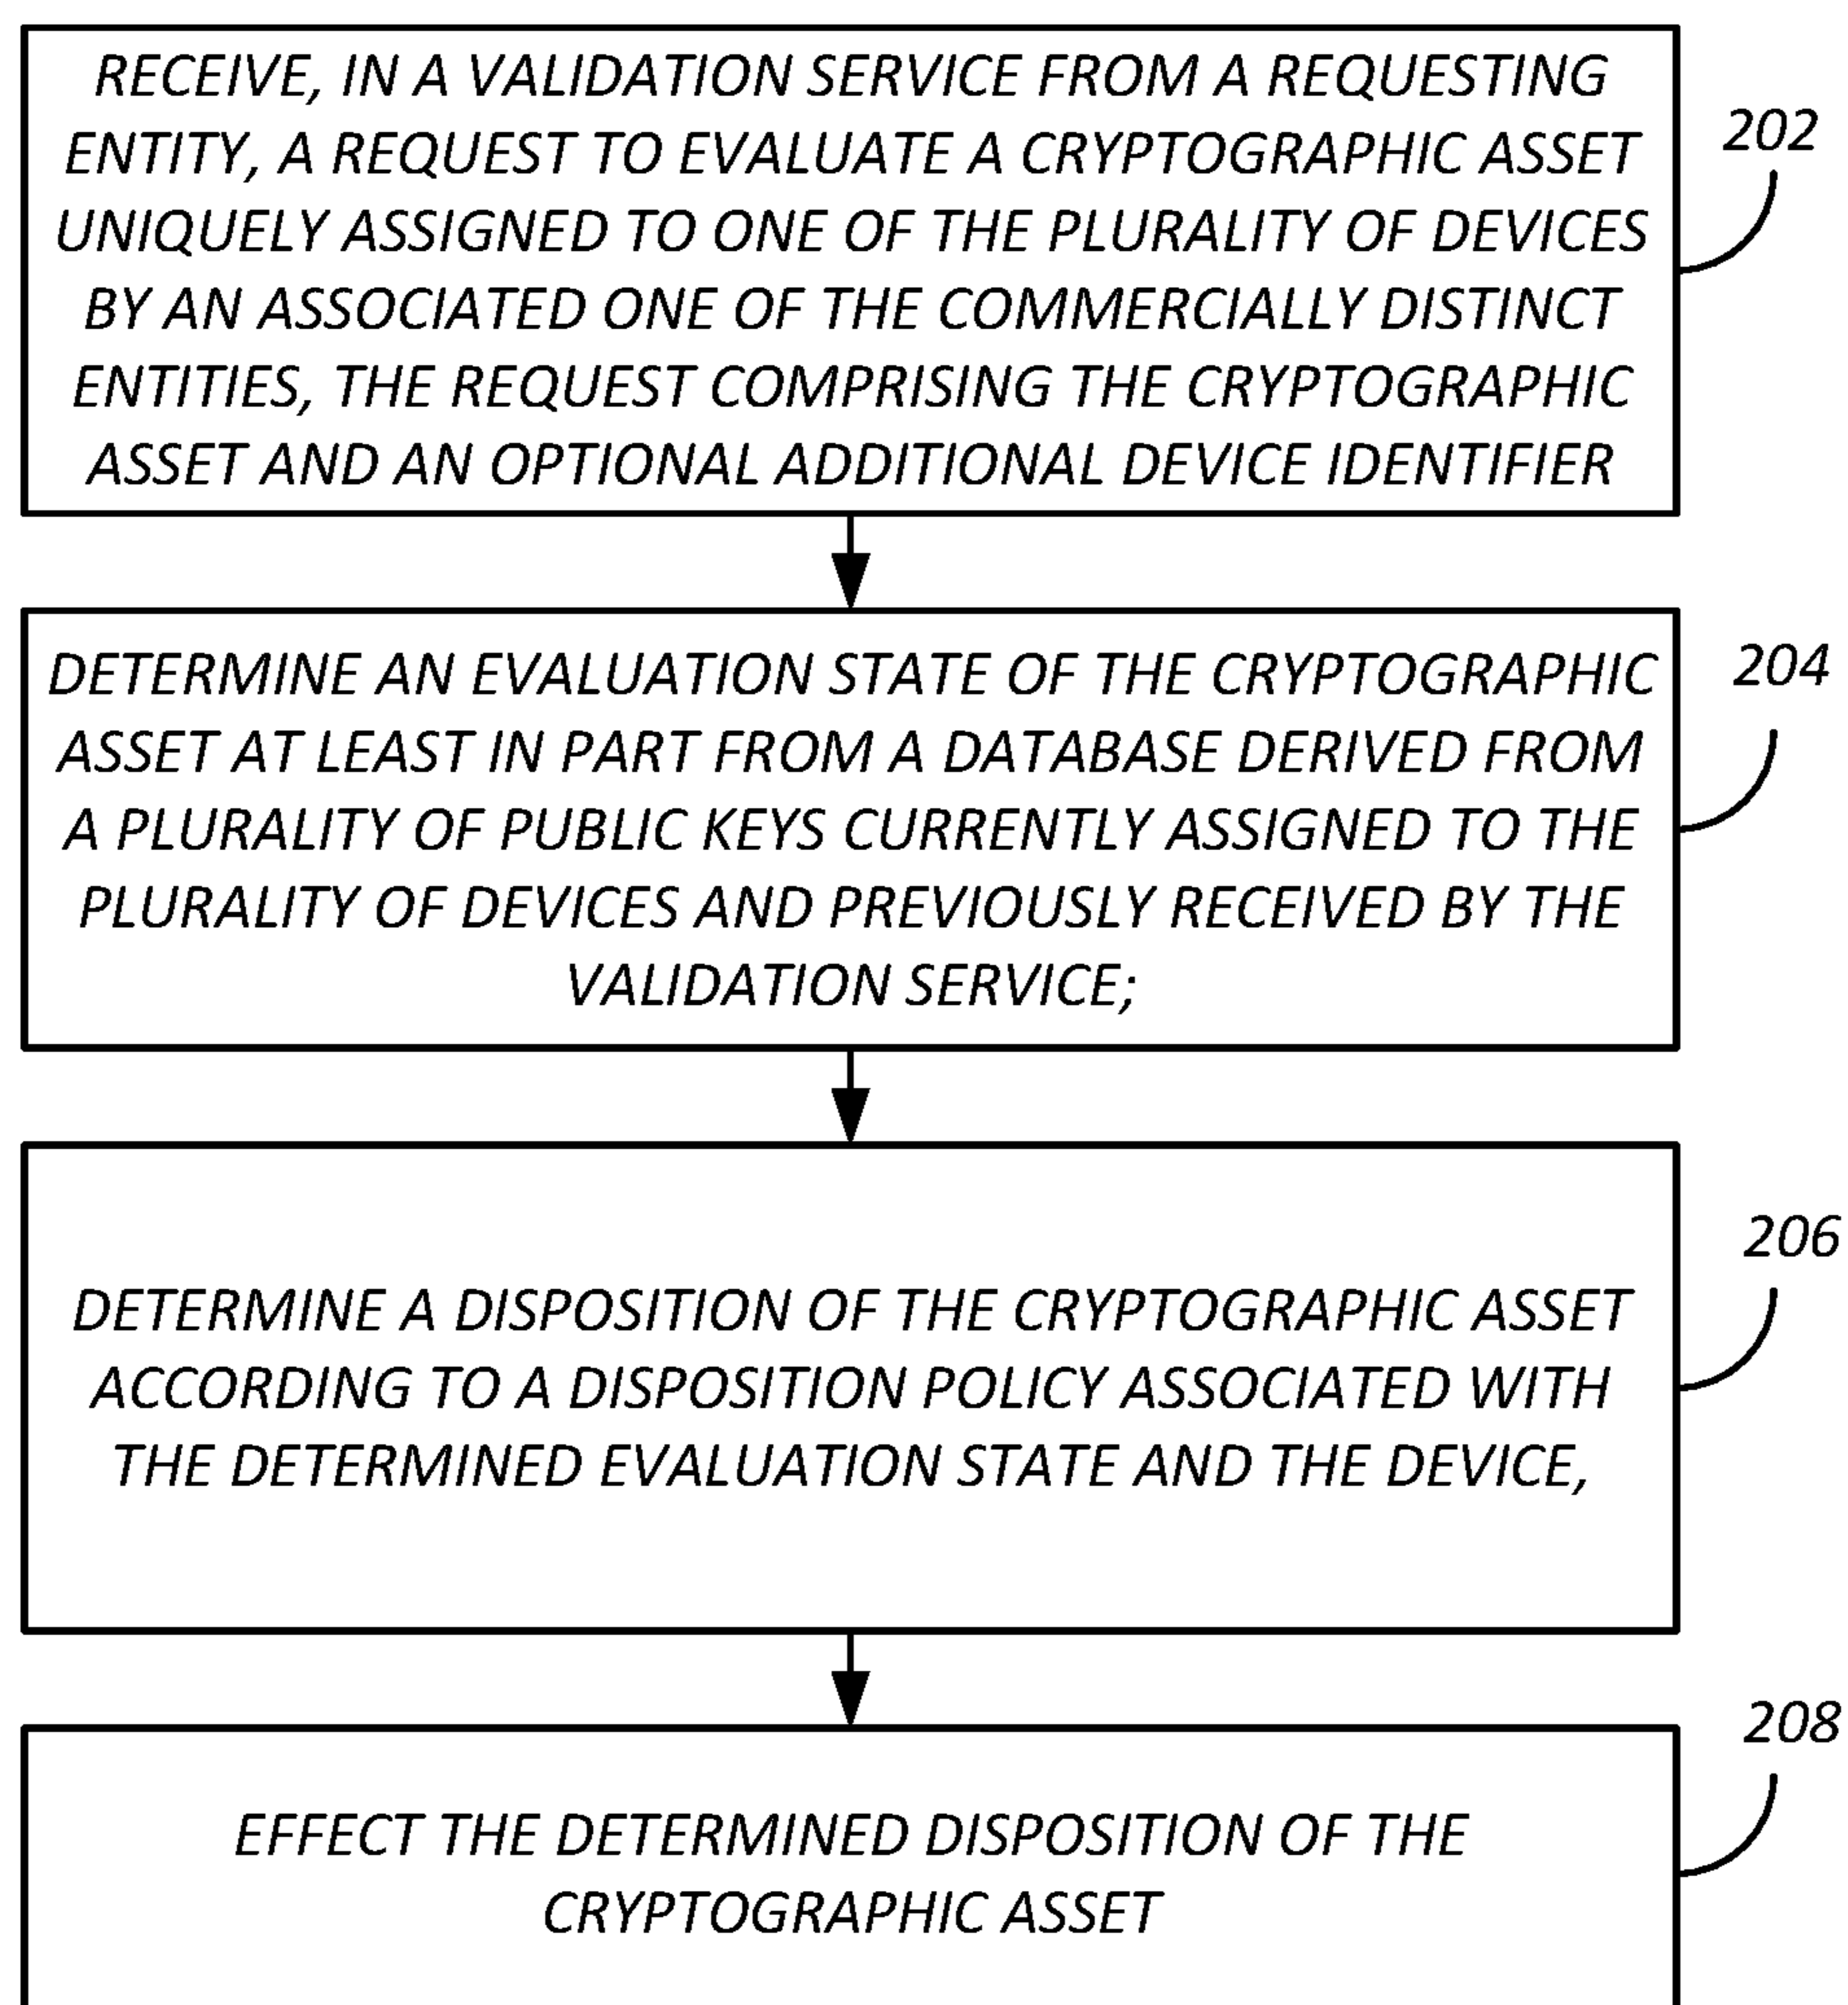 RECEIVE, IN A VALIDATION SERVICE FROM A REQUESTING
ENTITY, A REQUEST TO EVALUATE A CRYPTOGRAPHIC ASSET
UNIQUELY ASSIGNED TO ONE OF THE PLURALITY OF DEVICES
BY AN ASSOCIATED ONE OF THE COMMERCIALLY DISTINCT
ENTITIES, THE REQUEST COMPRISING THE CRYPTOGRAPHIC
ASSET AND AN OPTIONAL ADDITIONAL DEVICE IDENTIFIER
202
DETERMINE AN EVALUATION STATE OF THE CRYPTOGRAPHIC
ASSET AT LEAST IN PART FROM A DATABASE DERIVED FROM
A PLURALITY OF PUBLIC KEYS CURRENTLY ASSIGNED TO THE
PLURALITY OF DEVICES AND PREVIOUSLY RECEIVED BY THE
VALIDATION SERVICE;
204
DETERMINE A DISPOSITION OF THE CRYPTOGRAPHIC ASSET
ACCORDING TO A DISPOSITION POLICY ASSOCIATED WITH
THE DETERMINED EVALUATION STATE AND THE DEVICE,
206
EFFECT THE DETERMINED DISPOSITION OF THE
CRYPTOGRAPHIC ASSET
208